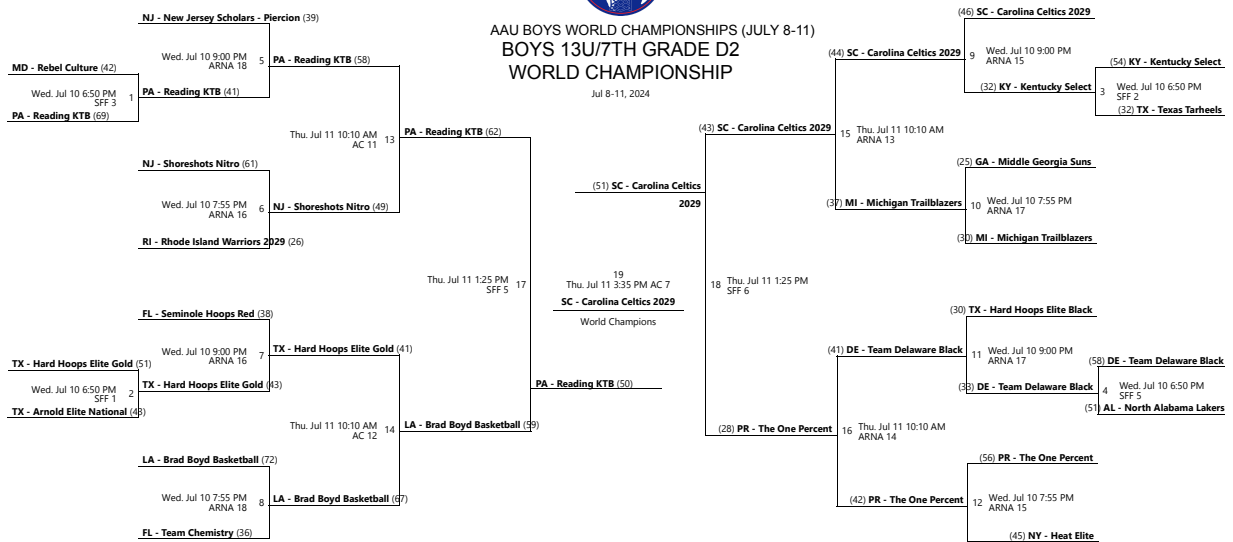 AAU BOYS WORLD CHAMPIONSHIPS (JULY 8-11)
BOYS 13U/7TH GRADE D2
WORLD CHAMPIONSHIP
Jul 8-11, 2024
NJ - New Jersey Scholars - Piercion (39)
Wed. Jul 10 9:00 PM 5
ARNA 18
PA - Reading KTB (58)
MD - Rebel Culture (42)
Wed. Jul 10 6:50 PM 1
SFF 3
PA - Reading KTB (41)
PA - Reading KTB (69)
Thu. Jul 11 10:10 AM 13
AC 11
PA - Reading KTB (62)
NJ - Shoreshots Nitro (61)
Wed. Jul 10 7:55 PM 6
ARNA 16
NJ - Shoreshots Nitro (49)
RI - Rhode Island Warriors 2029 (26)
Thu. Jul 11 1:25 PM 17
SFF 5
FL - Seminole Hoops Red (38)
Wed. Jul 10 9:00 PM 7
ARNA 16
TX - Hard Hoops Elite Gold (41)
TX - Hard Hoops Elite Gold (51)
Wed. Jul 10 6:50 PM 2
SFF 1
TX - Hard Hoops Elite Gold (43)
TX - Arnold Elite National (43)
PA - Reading KTB (50)
Thu. Jul 11 10:10 AM 14
AC 12
LA - Brad Boyd Basketball (59)
LA - Brad Boyd Basketball (72)
Wed. Jul 10 7:55 PM 8
ARNA 18
LA - Brad Boyd Basketball (67)
FL - Team Chemistry (36)
(51) SC - Carolina Celtics
2029
19
Thu. Jul 11 3:35 PM AC 7
SC - Carolina Celtics 2029
World Champions
(46) SC - Carolina Celtics 2029
(44) SC - Carolina Celtics 2029
9 Wed. Jul 10 9:00 PM
ARNA 15
(54) KY - Kentucky Select
(32) KY - Kentucky Select
3 Wed. Jul 10 6:50 PM
SFF 2
(32) TX - Texas Tarheels
(43) SC - Carolina Celtics 2029
15 Thu. Jul 11 10:10 AM
ARNA 13
(25) GA - Middle Georgia Suns
(37) MI - Michigan Trailblazers
10 Wed. Jul 10 7:55 PM
ARNA 17
(30) MI - Michigan Trailblazers
18 Thu. Jul 11 1:25 PM
SFF 6
(30) TX - Hard Hoops Elite Black
(41) DE - Team Delaware Black
11 Wed. Jul 10 9:00 PM
ARNA 17
(58) DE - Team Delaware Black
(33) DE - Team Delaware Black
4 Wed. Jul 10 6:50 PM
SFF 5
(51) AL - North Alabama Lakers
(28) PR - The One Percent
16 Thu. Jul 11 10:10 AM
ARNA 14
(56) PR - The One Percent
(42) PR - The One Percent
12 Wed. Jul 10 7:55 PM
ARNA 15
(45) NY - Heat Elite